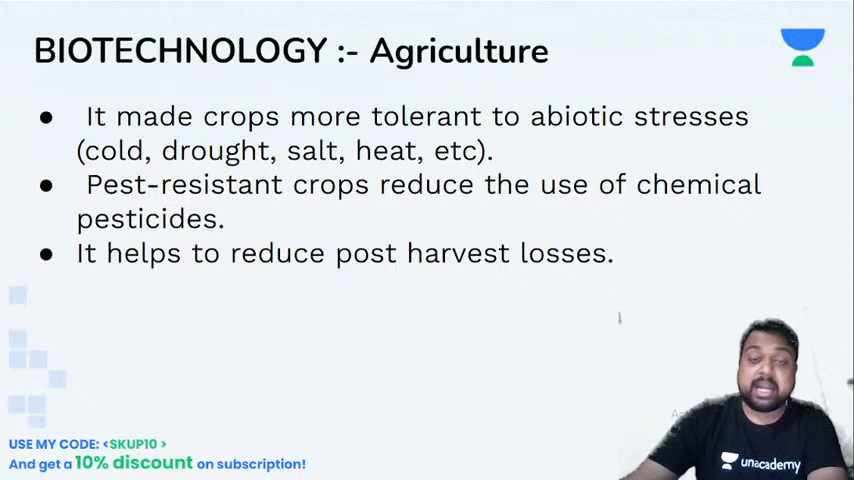 BIOTECHNOLOGY :- Agriculture
● It made crops more tolerant to abiotic stresses
(cold, drought, salt, heat, etc).
● Pest-resistant crops reduce the use of chemical
pesticides.
● It helps to reduce post harvest losses.
USE MY CODE: <SKUP10 >
And get a 10% discount on subscription!
unacademy